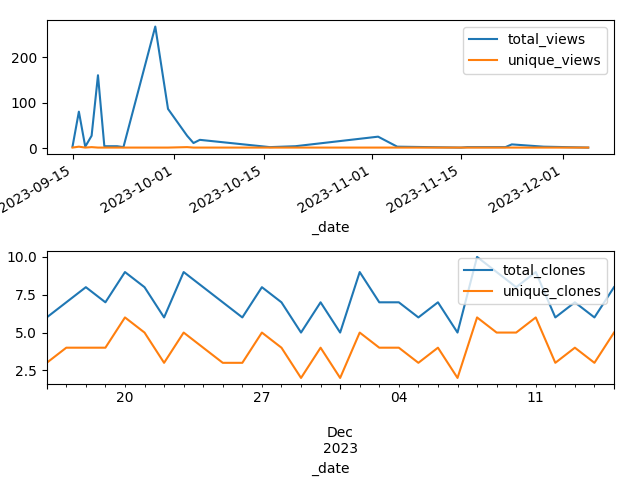 200
100
0
total_views
unique_views
2023-09-15
2023-10-01
2023-10-15
2023-11-01
2023-11-15
2023-12-01
_date
10.0
7.5
5.0
2.5
total_clones
unique_clones
20
27
04
11
Dec
2023
_date